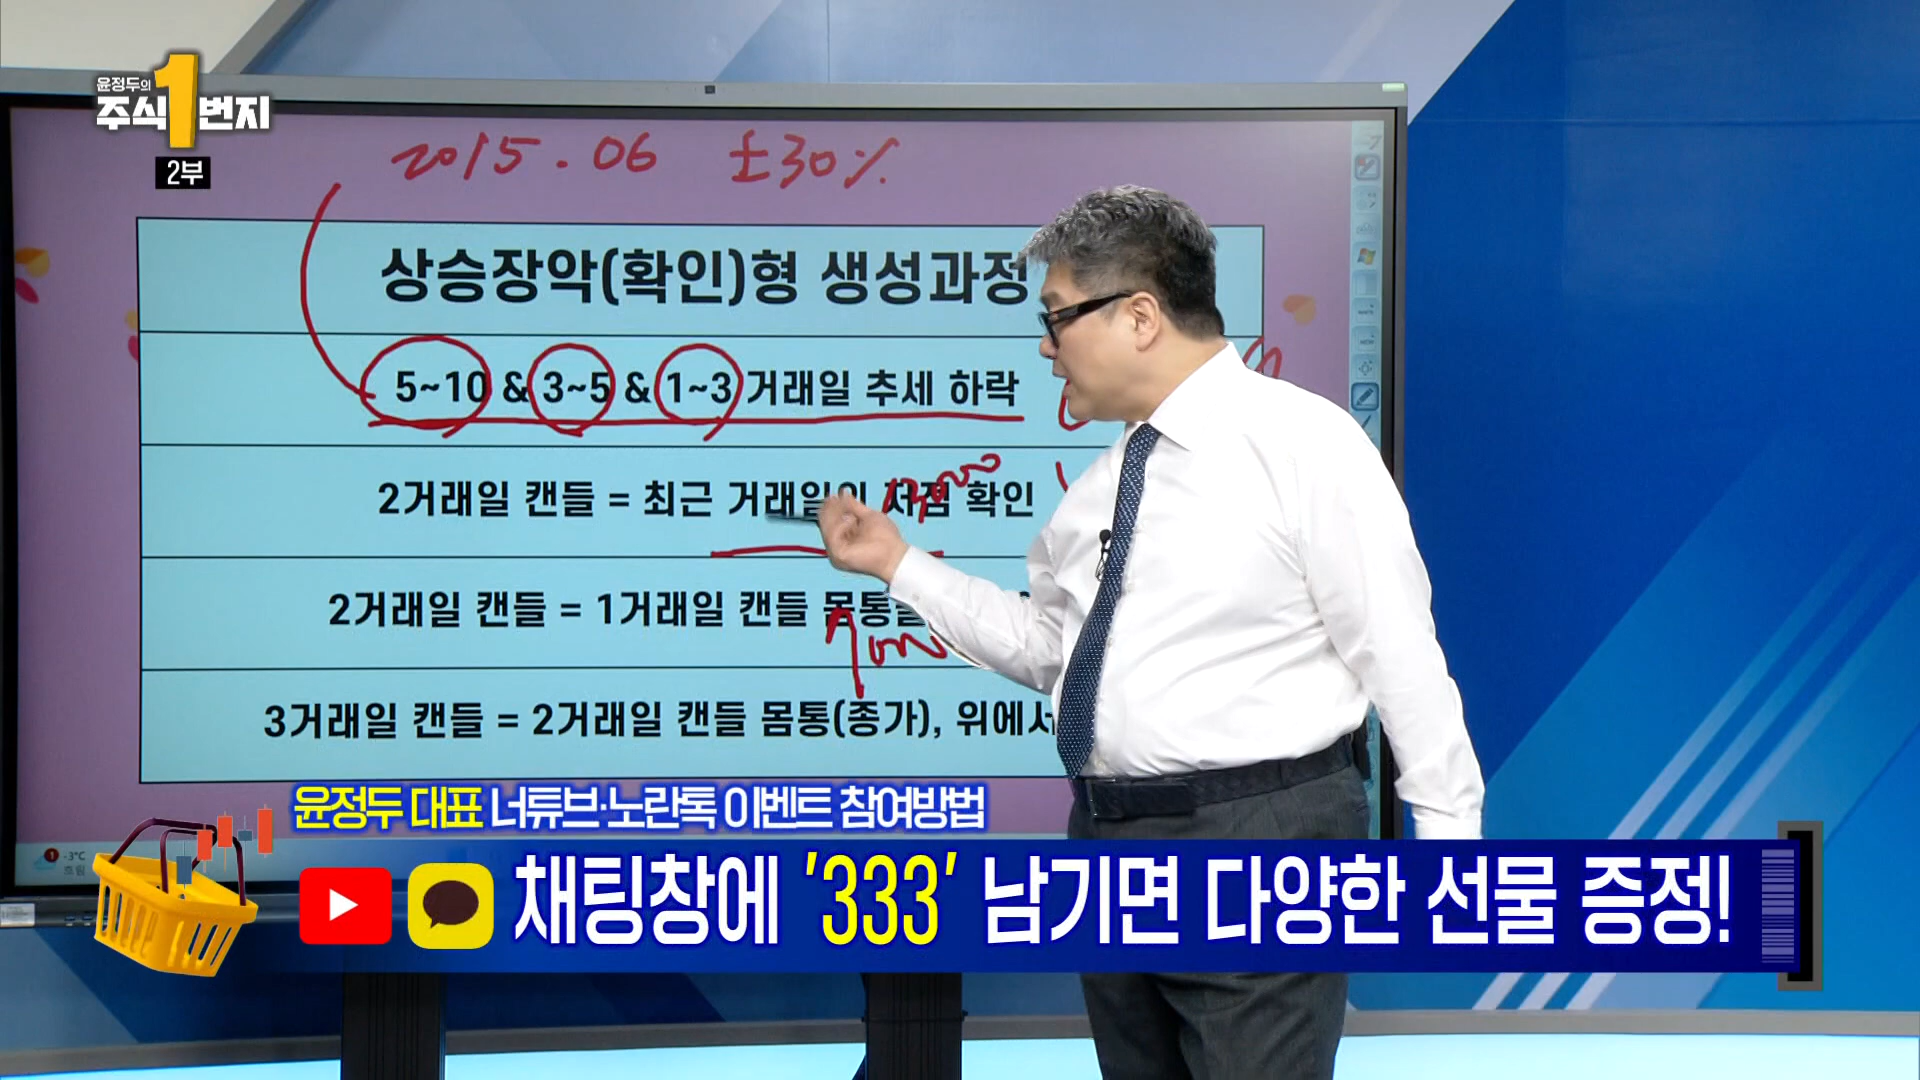 윤정두의
주식1번지
2부
2015.06 ±30%
상승장악(확인)형 생성과정
5~10 & 3~5 & 1~3 거래일 추세 하락
2거래일 캔들 = 최근 거래일의 저점 확인
13000
2거래일 캔들 = 1거래일 캔들 몸통을
7000
3거래일 캔들 = 2거래일 캔들 몸통(종가), 위에서
윤정두 대표 너튜브·노란톡 이벤트 참여방법
채팅창에 '333' 남기면 다양한 선물 증정!
1
-3°C
흐림